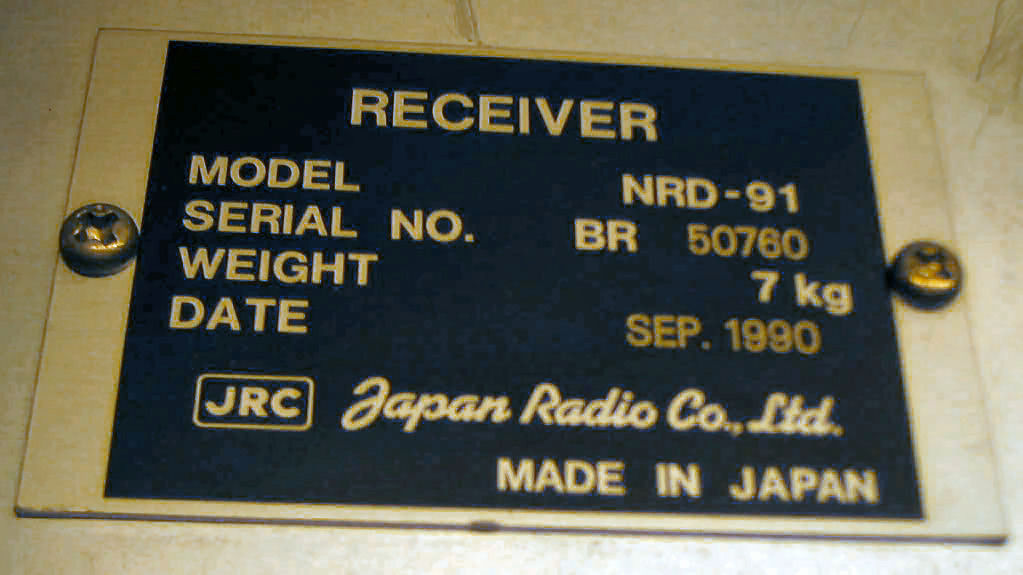 RECEIVER
MODEL NRD-91
SERIAL NO. BR 50760
WEIGHT 7 kg
DATE SEP. 1990
JRC Japan Radio Co., Ltd.
MADE IN JAPAN